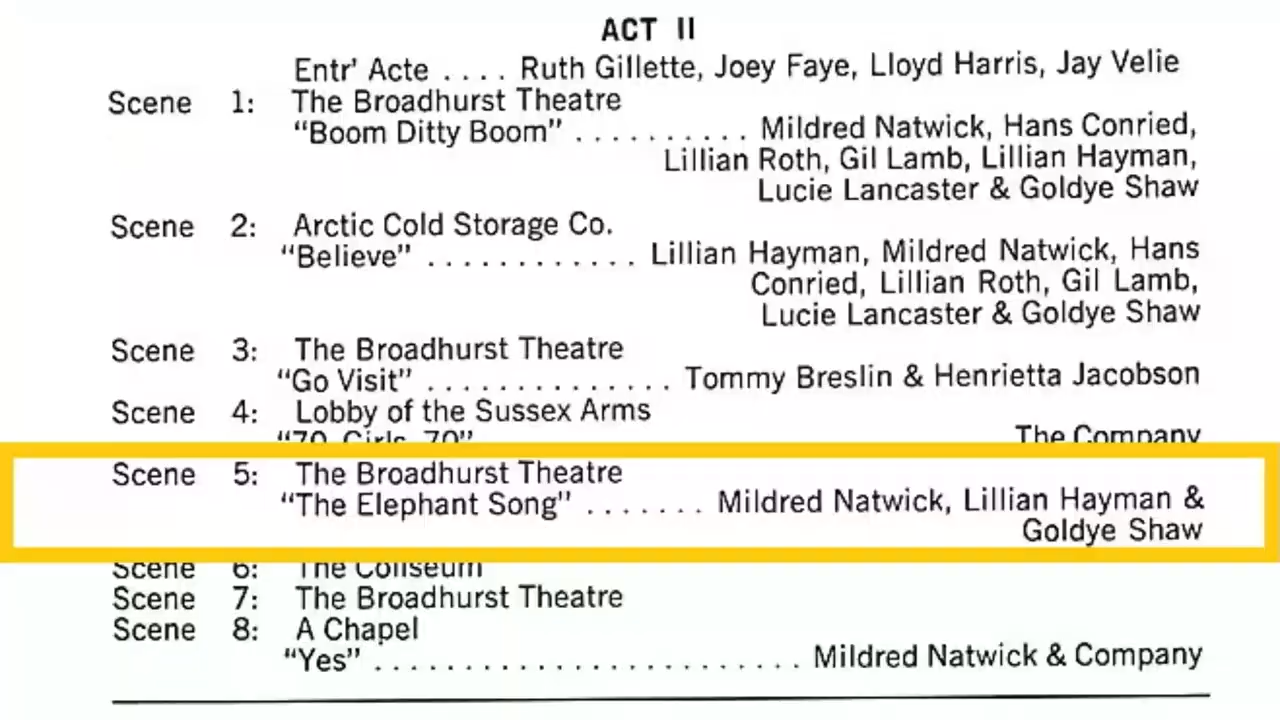 ACT II
Entr' Acte .... Ruth Gillette, Joey Faye, Lloyd Harris, Jay Velie
Scene 1: The Broadhurst Theatre
“Boom Ditty Boom” .......... Mildred Natwick, Hans Conried,
Lillian Roth, Gil Lamb, Lillian Hayman,
Lucie Lancaster & Goldye Shaw
Scene 2: Arctic Cold Storage Co.
“Believe” ............ Lillian Hayman, Mildred Natwick, Hans
Conried, Lillian Roth, Gil Lamb,
Lucie Lancaster & Goldye Shaw
Scene 3: The Broadhurst Theatre
“Go Visit” .............. Tommy Breslin & Henrietta Jacobson
Scene 4: Lobby of the Sussex Arms
“70, Girls, 70” The Company
Scene 5: The Broadhurst Theatre
“The Elephant Song” ....... Mildred Natwick, Lillian Hayman &
Goldye Shaw
Scene 6: The Coliseum
Scene 7: The Broadhurst Theatre
Scene 8: A Chapel
“Yes” ........................ Mildred Natwick & Company